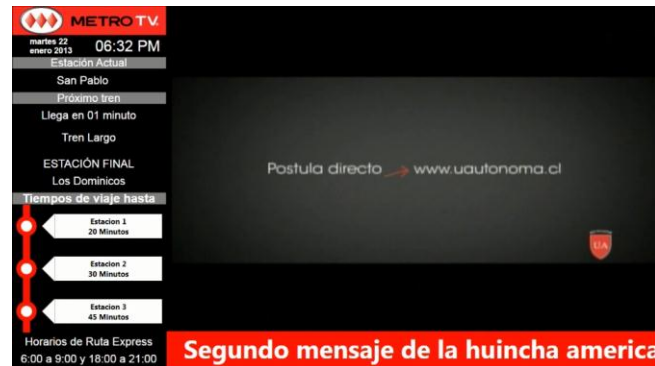 METRO TV.
martes 22
enero 2013
06:32 PM
Estación Actual
San Pablo
Próximo tren
Llega en 01 minuto
Tren Largo
ESTACIÓN FINAL
Los Dominicos
Tiempos de viaje hasta
Estacion 1
20 Minutos
Estacion 2
30 Minutos
Estacion 3
45 Minutos
Horarios de Ruta Express
6:00 a 9:00 y 18:00 a 21:00
Postula directo www.uautonoma.cl
UA
Segundo mensaje de la huincha america